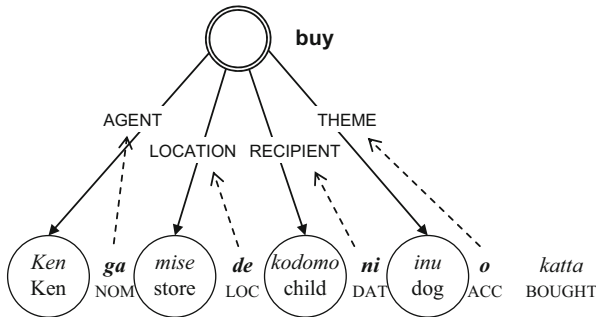 buy
AGENT THEME
LOCATION RECIPIENT
Ken ga mise de kodomo ni inu o katta
Ken NOM store LOC child DAT dog ACC BOUGHT